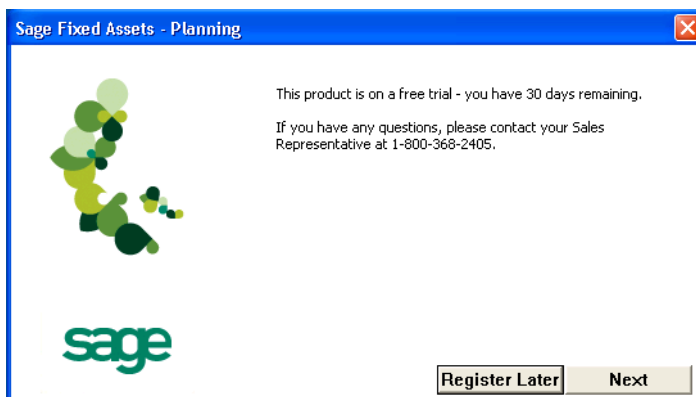 Sage Fixed Assets - Planning
This product is on a free trial - you have 30 days remaining.
If you have any questions, please contact your Sales
Representative at 1-800-368-2405.
sage
Register Later
Next